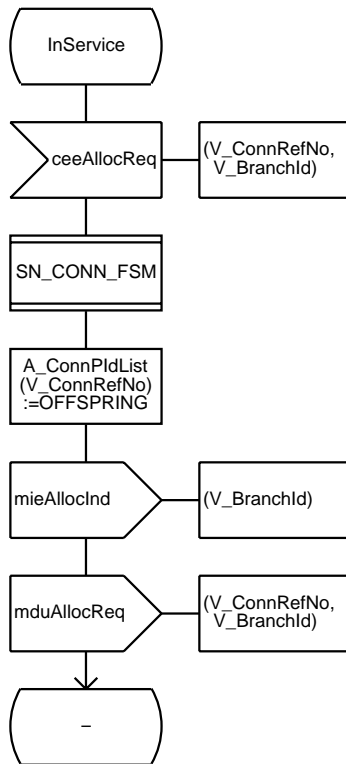 InService
ceeAllocReq
(V_ConnRefNo,
V_BranchId)
SN_CONN_FSM
A_ConnPIdList
(V_ConnRefNo)
:=OFFSPRING
mieAllocInd
(V_BranchId)
mduAllocReq
(V_ConnRefNo,
V_BranchId)
–